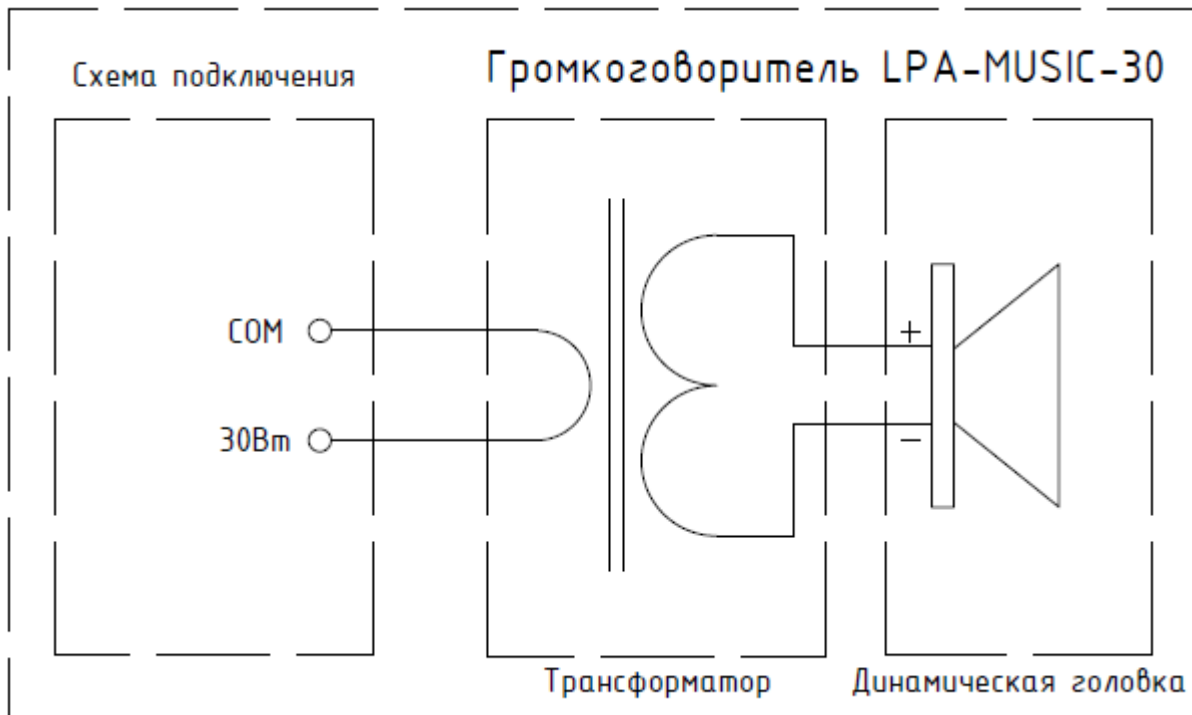 Схема подключения
Громкоговоритель LPA-MUSIC-30
COM
30Вт
+
−
Трансформатор
Динамическая головка